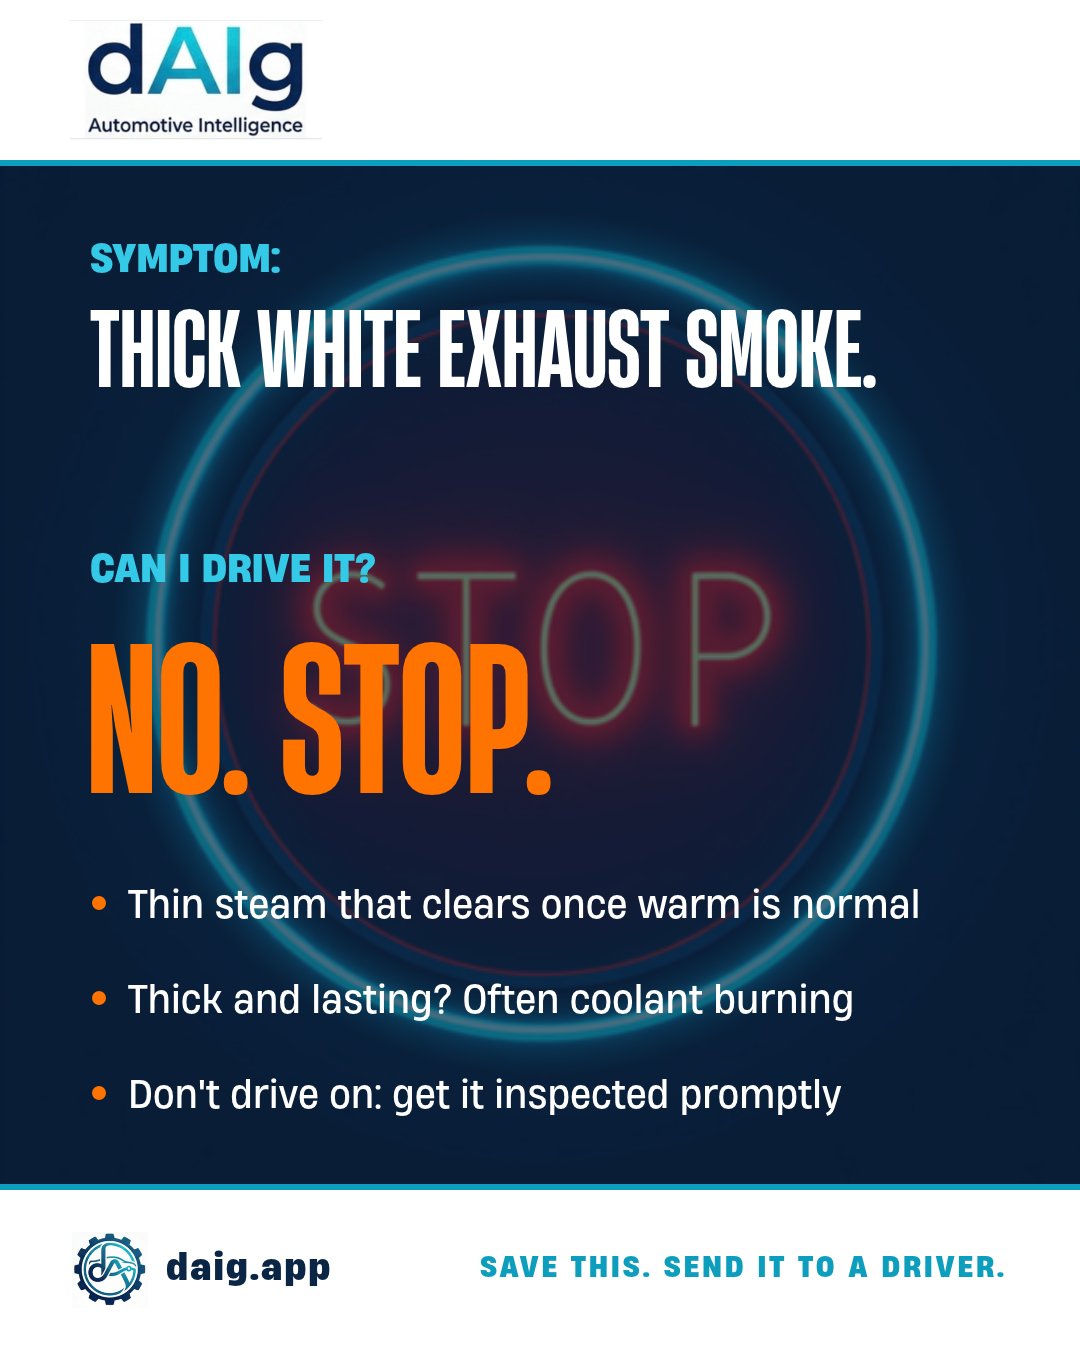 dAIg
Automotive Intelligence
SYMPTOM:
THICK WHITE EXHAUST SMOKE.
CAN I DRIVE IT?
STOP
NO. STOP.
• Thin steam that clears once warm is normal
• Thick and lasting? Often coolant burning
• Don't drive on: get it inspected promptly
dA
daig.app
SAVE THIS. SEND IT TO A DRIVER.